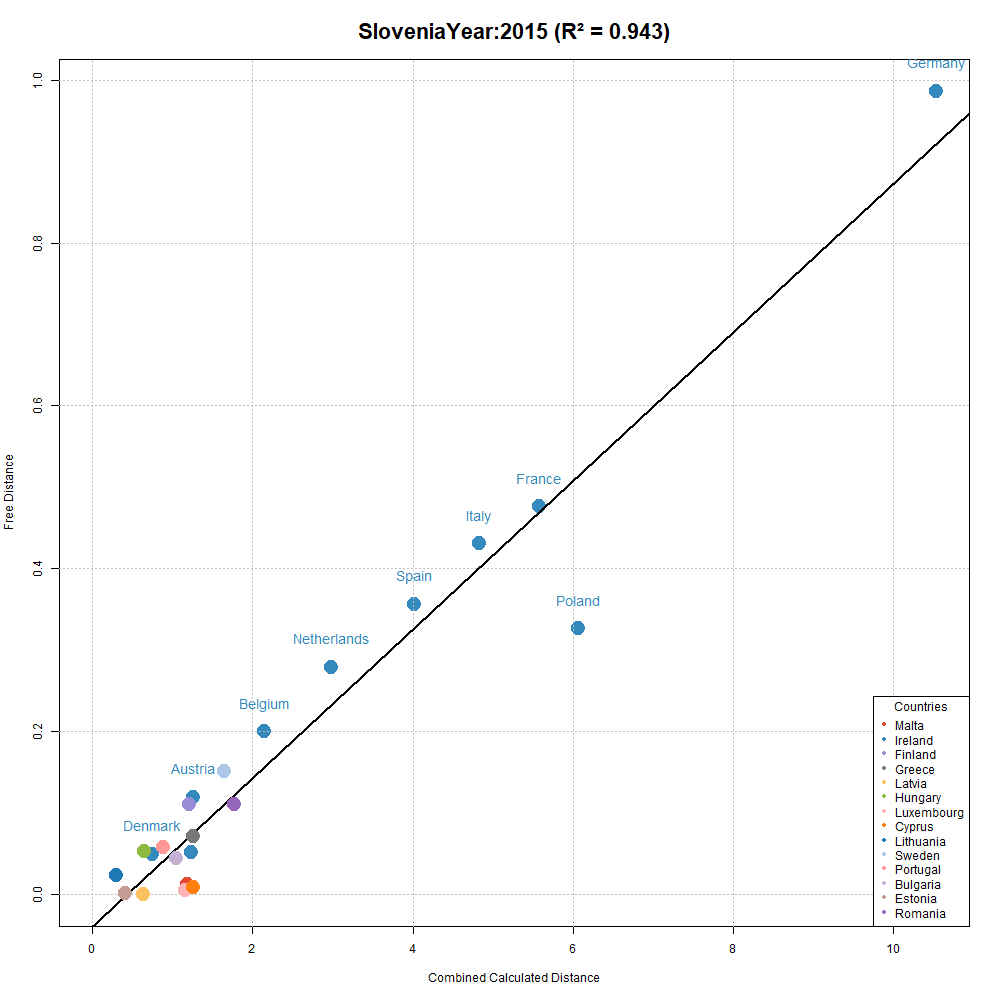 SloveniaYear:2015 (R² = 0.943)
Germany
1.0
0.8
0.6
0.4
0.2
0.0
Free Distance
France
Italy
Spain
Poland
Netherlands
Belgium
Austria
Denmark
Countries
Malta
Ireland
Finland
Greece
Latvia
Hungary
Luxembourg
Cyprus
Lithuania
Sweden
Portugal
Bulgaria
Estonia
Romania
0 2 4 6 8 10
Combined Calculated Distance